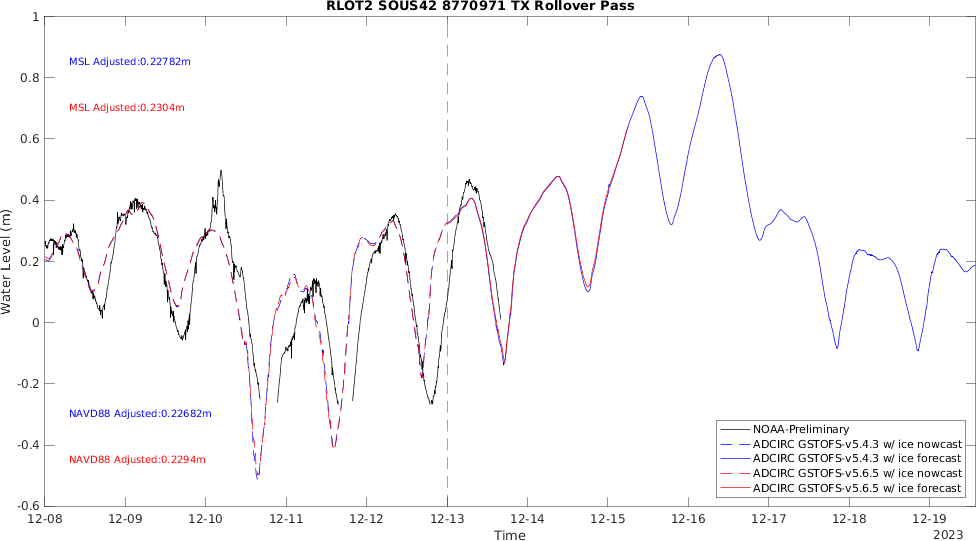 RLOT2 SOUS42 8770971 TX Rollover Pass
1
0.8
0.6
0.4
0.2
0
-0.2
-0.4
-0.6
Water Level (m)
MSL Adjusted:0.22782m
MSL Adjusted:0.2304m
NAVD88 Adjusted:0.22682m
NAVD88 Adjusted:0.2294m
NOAA-Preliminary
ADCIRC GSTOFS-v5.4.3 w/ ice nowcast
ADCIRC GSTOFS-v5.4.3 w/ ice forecast
ADCIRC GSTOFS-v5.6.5 w/ ice nowcast
ADCIRC GSTOFS-v5.6.5 w/ ice forecast
12-08 12-09 12-10 12-11 12-12 12-13 12-14 12-15 12-16 12-17 12-18 12-19
Time
2023